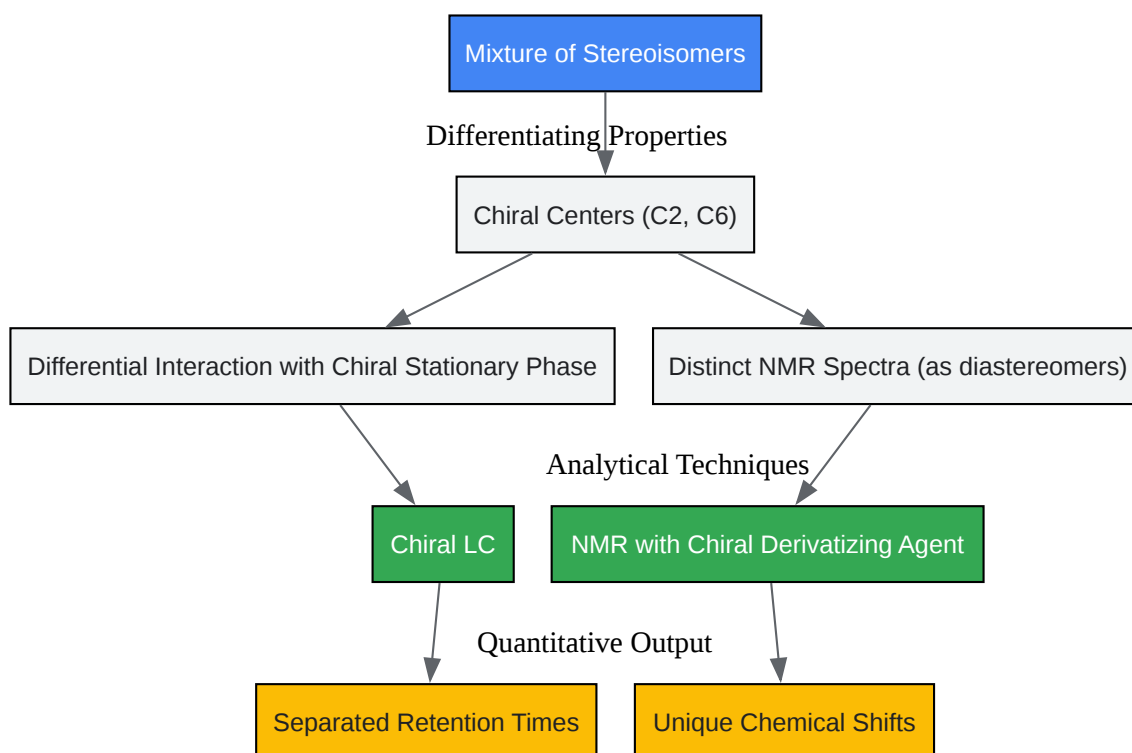 Mixture of Stereoisomers
Differentiating Properties
Chiral Centers (C2, C6)
Differential Interaction with Chiral Stationary Phase
Distinct NMR Spectra (as diastereomers)
Analytical Techniques
Chiral LC
NMR with Chiral Derivatizing Agent
Quantitative Output
Separated Retention Times
Unique Chemical Shifts